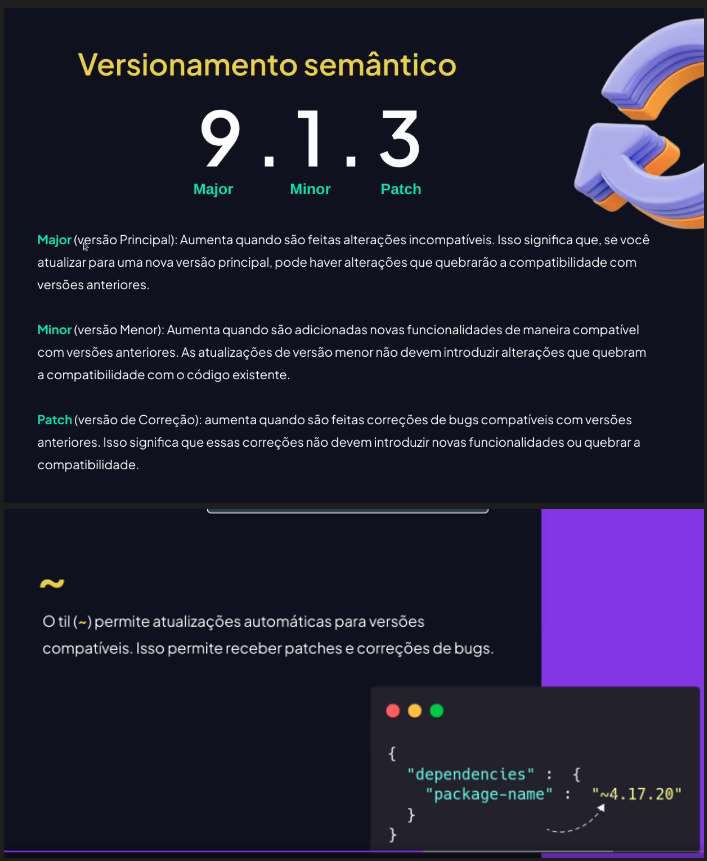 Versionamento semântico
9.1.3
Major Minor Patch
Major (versão Principal): Aumenta quando são feitas alterações incompatíveis. Isso significa que, se você
atualizar para uma nova versão principal, pode haver alterações que quebrarão a compatibilidade com
versões anteriores.
Minor (versão Menor): Aumenta quando são adicionadas novas funcionalidades de maneira compatível
com versões anteriores. As atualizações de versão menor não devem introduzir alterações que quebram
a compatibilidade com o código existente.
Patch (versão de Correção): aumenta quando são feitas correções de bugs compatíveis com versões
anteriores. Isso significa que essas correções não devem introduzir novas funcionalidades ou quebrar a
compatibilidade.
~
O til (~) permite atualizações automáticas para versões
compatíveis. Isso permite receber patches e correções de bugs.
{
"dependencies" : {
"package-name" : "~4.17.20"
}
}